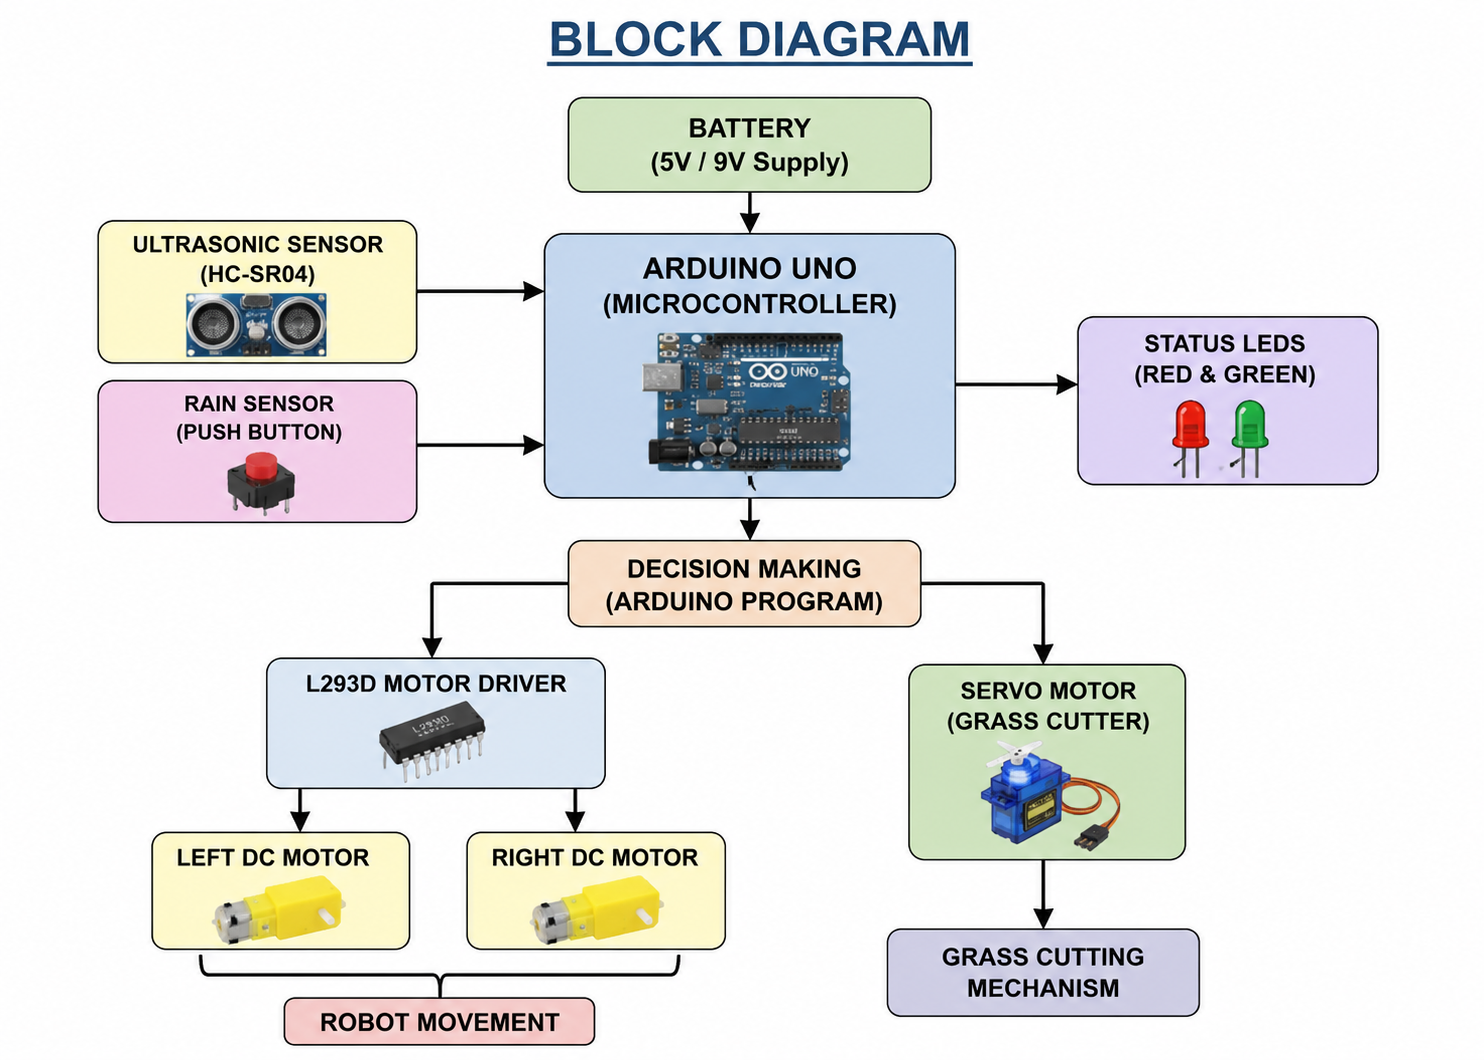 BLOCK DIAGRAM
BATTERY
(5V / 9V Supply)
ULTRASONIC SENSOR
(HC-SR04)
ARDUINO UNO
(MICROCONTROLLER)
UNO
RAIN SENSOR
(PUSH BUTTON)
STATUS LEDS
(RED & GREEN)
DECISION MAKING
(ARDUINO PROGRAM)
L293D MOTOR DRIVER
SERVO MOTOR
(GRASS CUTTER)
LEFT DC MOTOR
RIGHT DC MOTOR
GRASS CUTTING
MECHANISM
ROBOT MOVEMENT